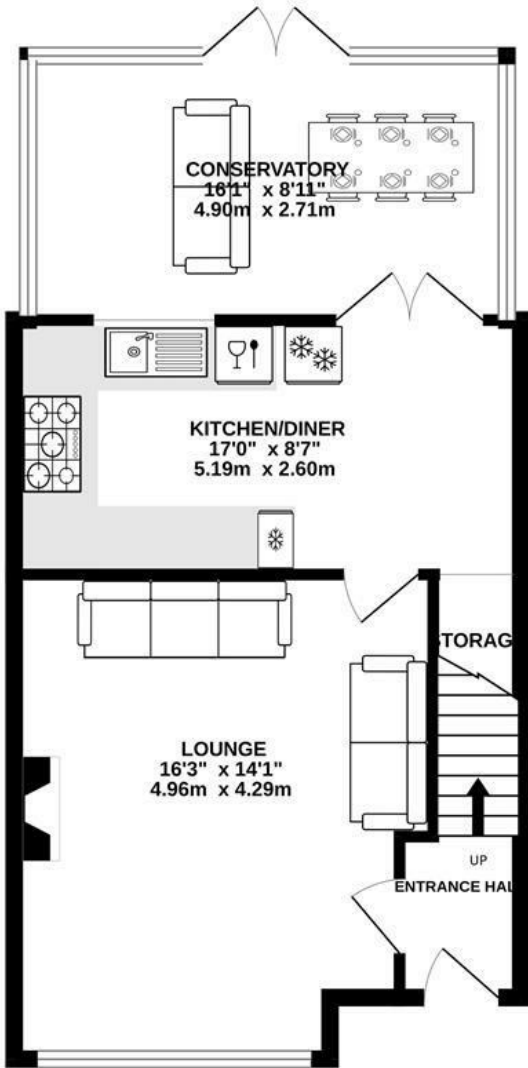 CONSERVATORY
16'1" x 8'11"
4.90m x 2.71m
KITCHEN/DINER
17'0" x 8'7"
5.19m x 2.60m
STORAG
LOUNGE
16'3" x 14'1"
4.96m x 4.29m
UP
ENTRANCE HAL